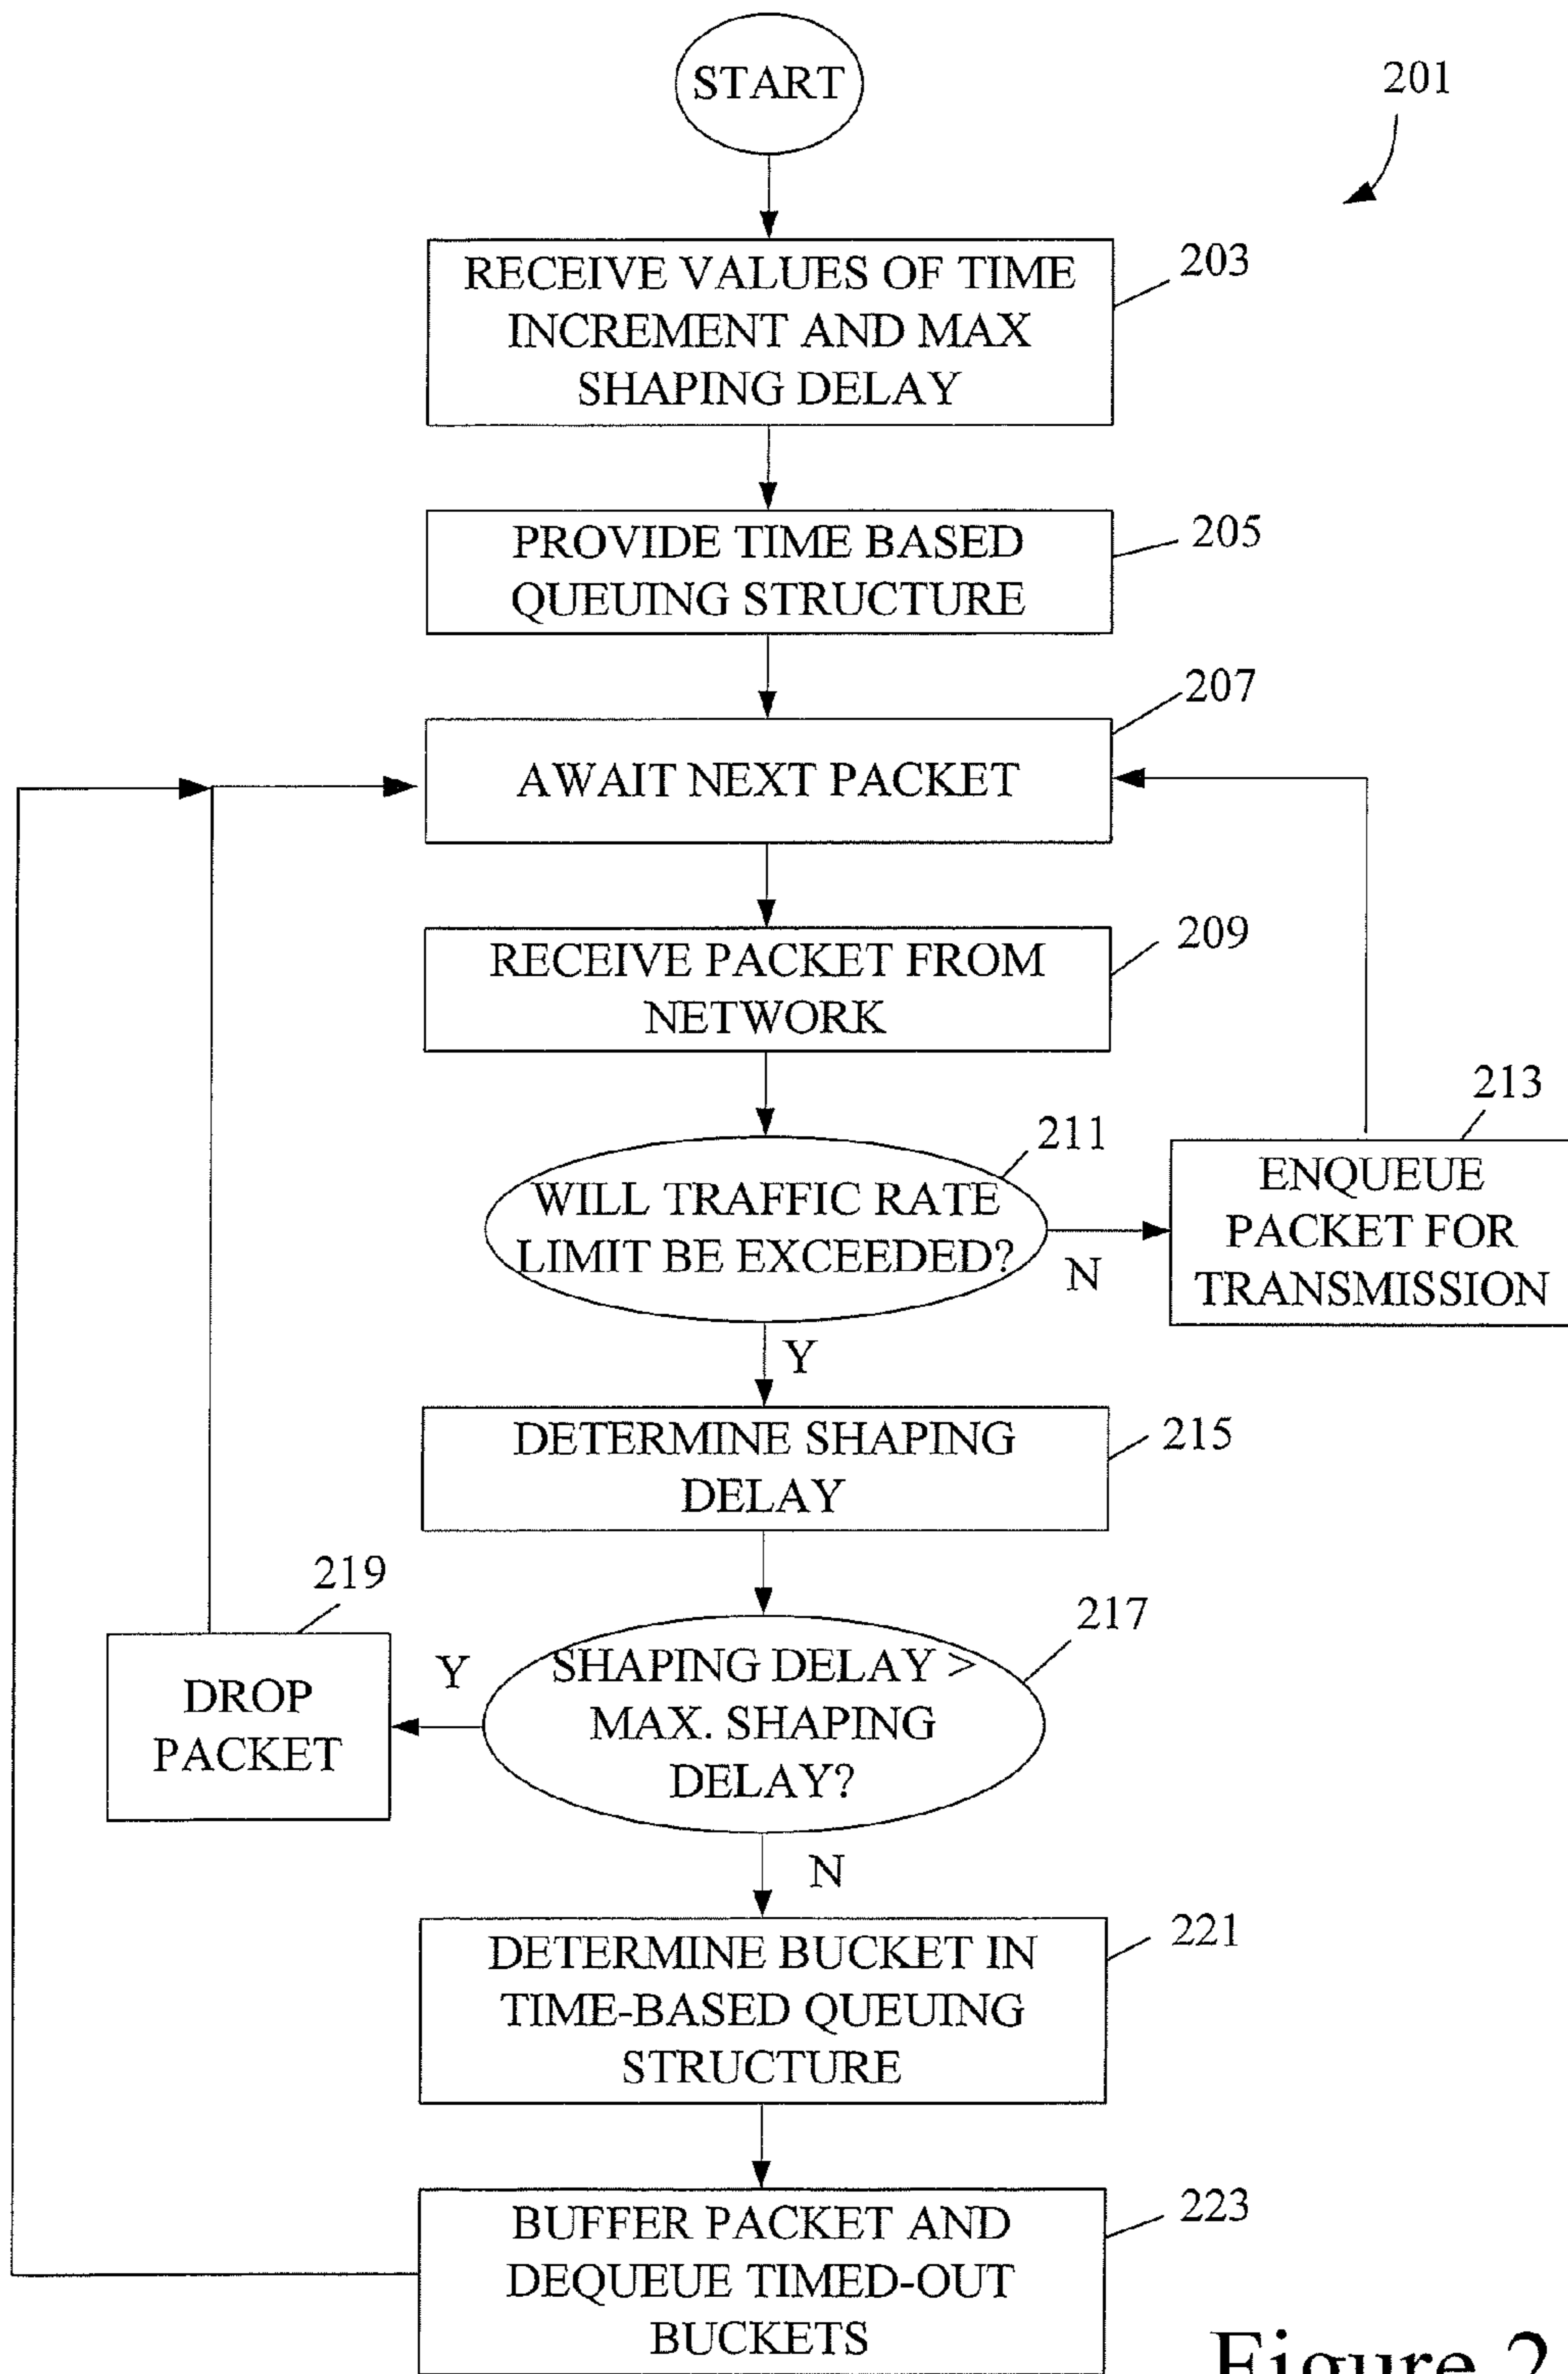 START
201
RECEIVE VALUES OF TIME
INCREMENT AND MAX
SHAPING DELAY
203
PROVIDE TIME BASED
QUEUING STRUCTURE
205
207
AWAIT NEXT PACKET
RECEIVE PACKET FROM
NETWORK
209
211
WILL TRAFFIC RATE
LIMIT BE EXCEEDED?
N
213
ENQUEUE
PACKET FOR
TRANSMISSION
Y
DETERMINE SHAPING
DELAY
215
217
SHAPING DELAY >
MAX. SHAPING
DELAY?
Y
219
DROP
PACKET
N
DETERMINE BUCKET IN
TIME-BASED QUEUING
STRUCTURE
221
BUFFER PACKET AND
DEQUEUE TIMED-OUT
BUCKETS
223
Figure 2